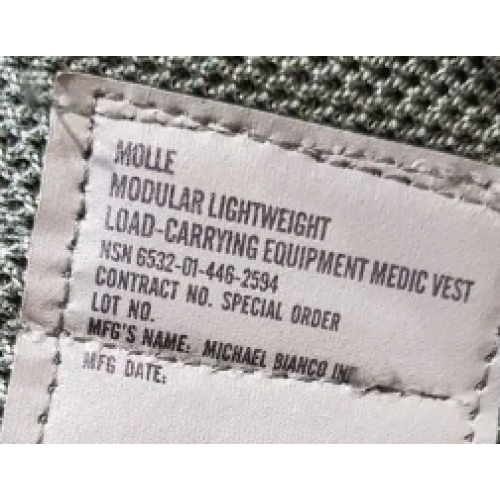 MOLLE
MODULAR LIGHTWEIGHT
LOAD-CARRYING EQUIPMENT MEDIC VEST
NSN 6532-01-446-2594
CONTRACT NO. SPECIAL ORDER
LOT NO.
MFG'S NAME: MICHAEL BIANCO INC
MFG DATE: